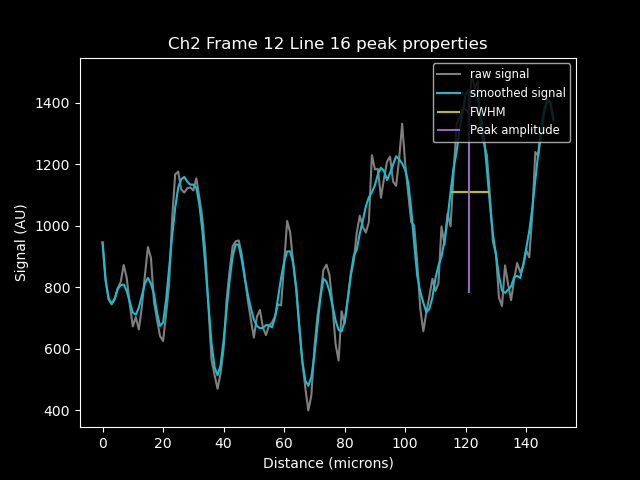 Ch2 Frame 12 Line 16 peak properties
raw signal
smoothed signal
FWHM
Peak amplitude
1400
1200
1000
800
600
400
Signal (AU)
0 20 40 60 80 100 120 140
Distance (microns)